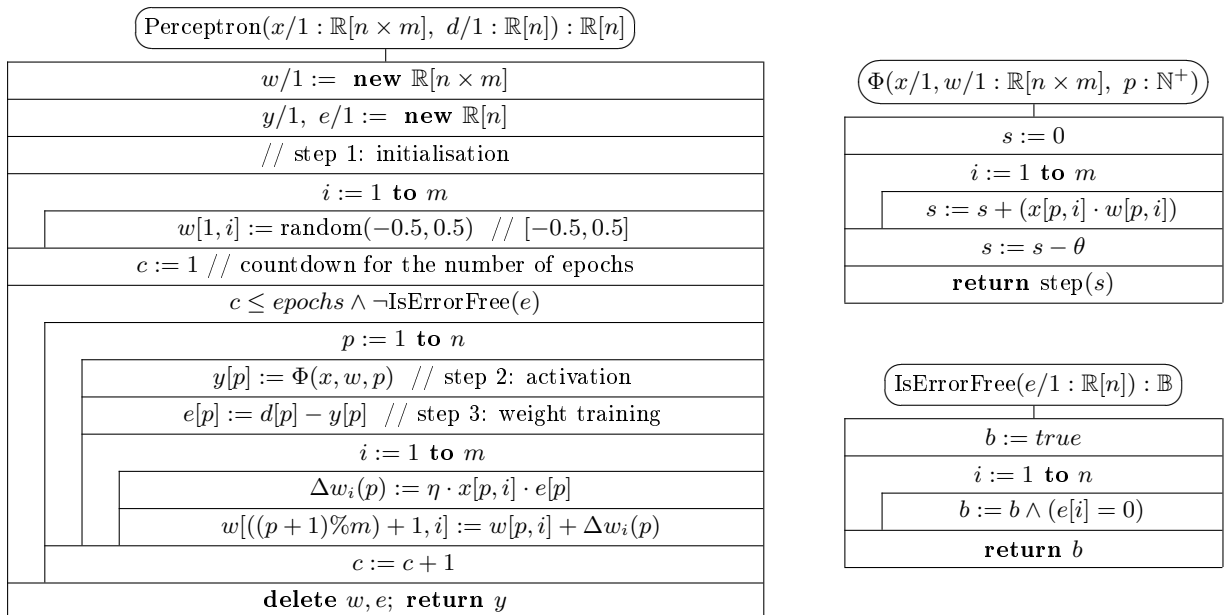 Perceptron(x/1 : ℝ[n × m], d/1 : ℝ[n]) : ℝ[n]
w/1 := new ℝ[n × m]
y/1, e/1 := new ℝ[n]
// step 1: initialisation
i := 1 to m
w[1, i] := random(−0.5, 0.5) // [−0.5, 0.5]
c := 1 // countdown for the number of epochs
c ≤ epochs ∧ ¬IsErrorFree(e)
p := 1 to n
y[p] := Φ(x, w, p) // step 2: activation
e[p] := d[p] − y[p] // step 3: weight training
i := 1 to m
Δwᵢ(p) := η · x[p, i] · e[p]
w[((p + 1)%m) + 1, i] := w[p, i] + Δwᵢ(p)
c := c + 1
delete w, e; return y
Φ(x/1, w/1 : ℝ[n × m], p : ℕ⁺)
s := 0
i := 1 to m
s := s + (x[p, i] · w[p, i])
s := s − θ
return step(s)
IsErrorFree(e/1 : ℝ[n]) : 𝔹
b := true
i := 1 to n
b := b ∧ (e[i] = 0)
return b